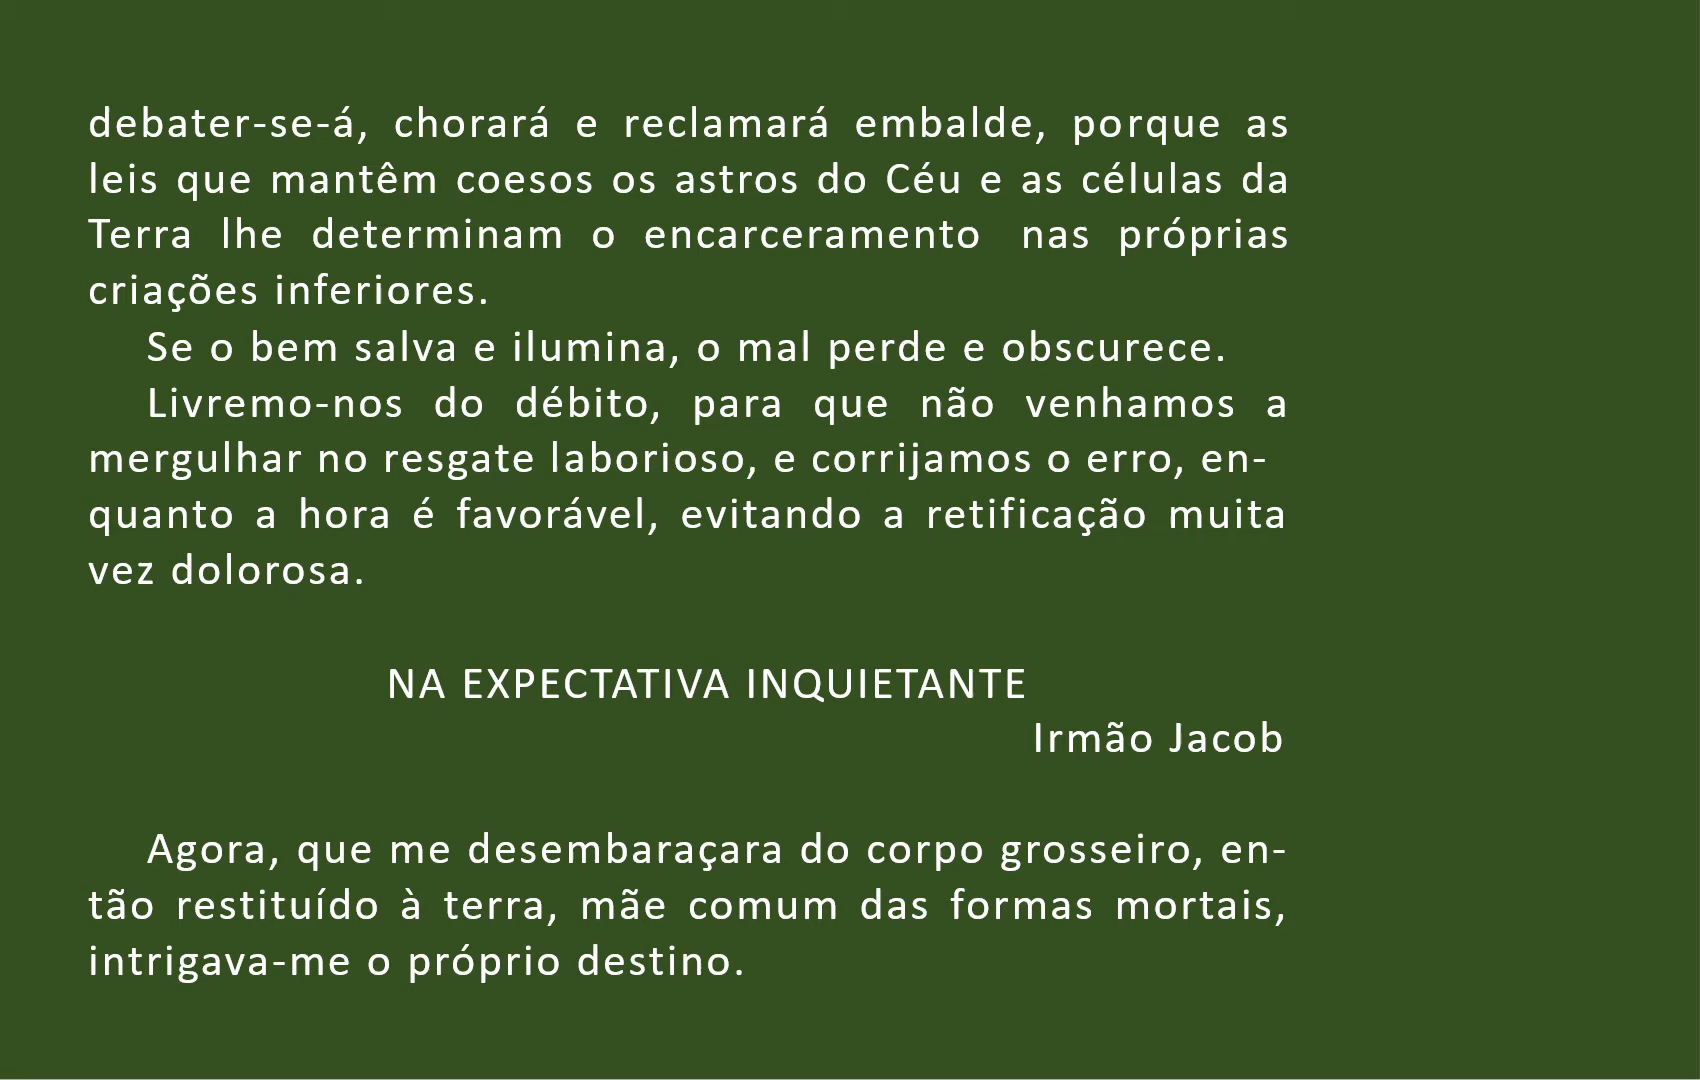 debater-se-á, chorará e reclamará embalde, porque as
leis que mantêm coesos os astros do Céu e as células da
Terra lhe determinam o encarceramento nas próprias
criações inferiores.
Se o bem salva e ilumina, o mal perde e obscurece.
Livremo-nos do débito, para que não venhamos a
mergulhar no resgate laborioso, e corrijamos o erro, en-
quanto a hora é favorável, evitando a retificação muita
vez dolorosa.
NA EXPECTATIVA INQUIETANTE
Irmão Jacob
Agora, que me desembaraçara do corpo grosseiro, en-
tão restituído à terra, mãe comum das formas mortais,
intrigava-me o próprio destino.